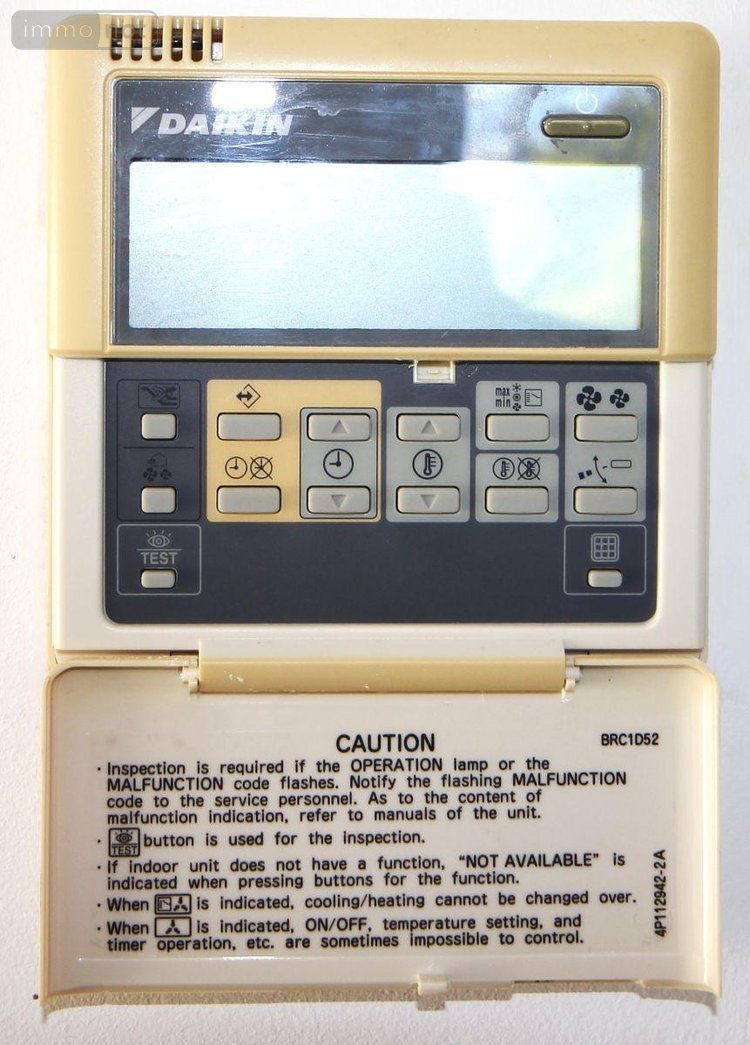 immo not
DAIKIN
max
min
TEST
CAUTION
BRC1D52
· Inspection is required if the OPERATION lamp or the
MALFUNCTION code flashes. Notify the flashing MALFUNCTION
code to the service personnel. As to the content of
malfunction indication, refer to manuals of the unit.
· TEST button is used for the inspection.
· If indoor unit does not have a function, "NOT AVAILABLE" is
indicated when pressing buttons for the function.
· When is indicated, cooling/heating cannot be changed over.
· When is indicated, ON/OFF, temperature setting, and
timer operation, etc. are sometimes impossible to control.
4P112942-2A